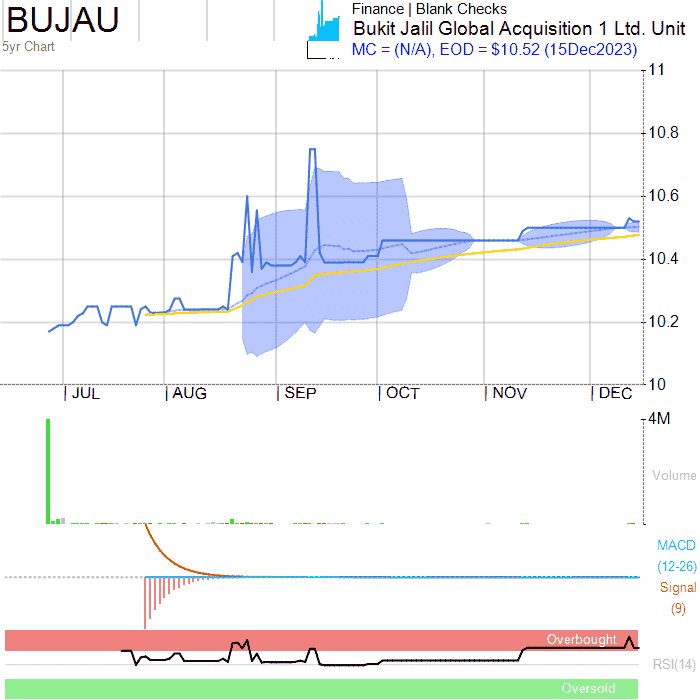 BUJAU
5yr Chart
Finance | Blank Checks
Bukit Jalil Global Acquisition 1 Ltd. Unit
MC = (N/A), EOD = $10.52 (15Dec2023)
11
10.8
10.6
10.4
10.2
10
JUL AUG SEP OCT NOV DEC
4M
Volume
MACD
(12-26)
Signal
(9)
Overbought
RSI(14)
Oversold